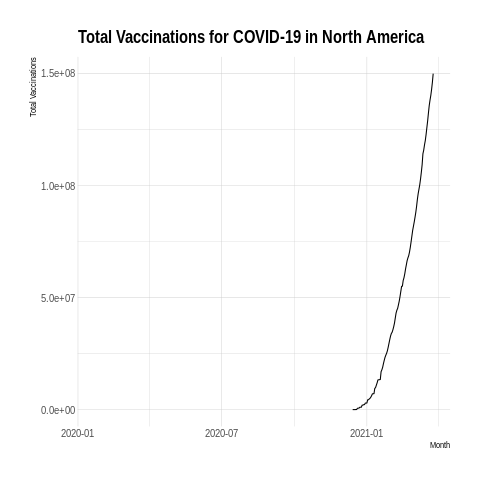 Total Vaccinations for COVID-19 in North America
Total Vaccinations
1.5e+08
1.0e+08
5.0e+07
0.0e+00
2020-01 2020-07 2021-01
Month